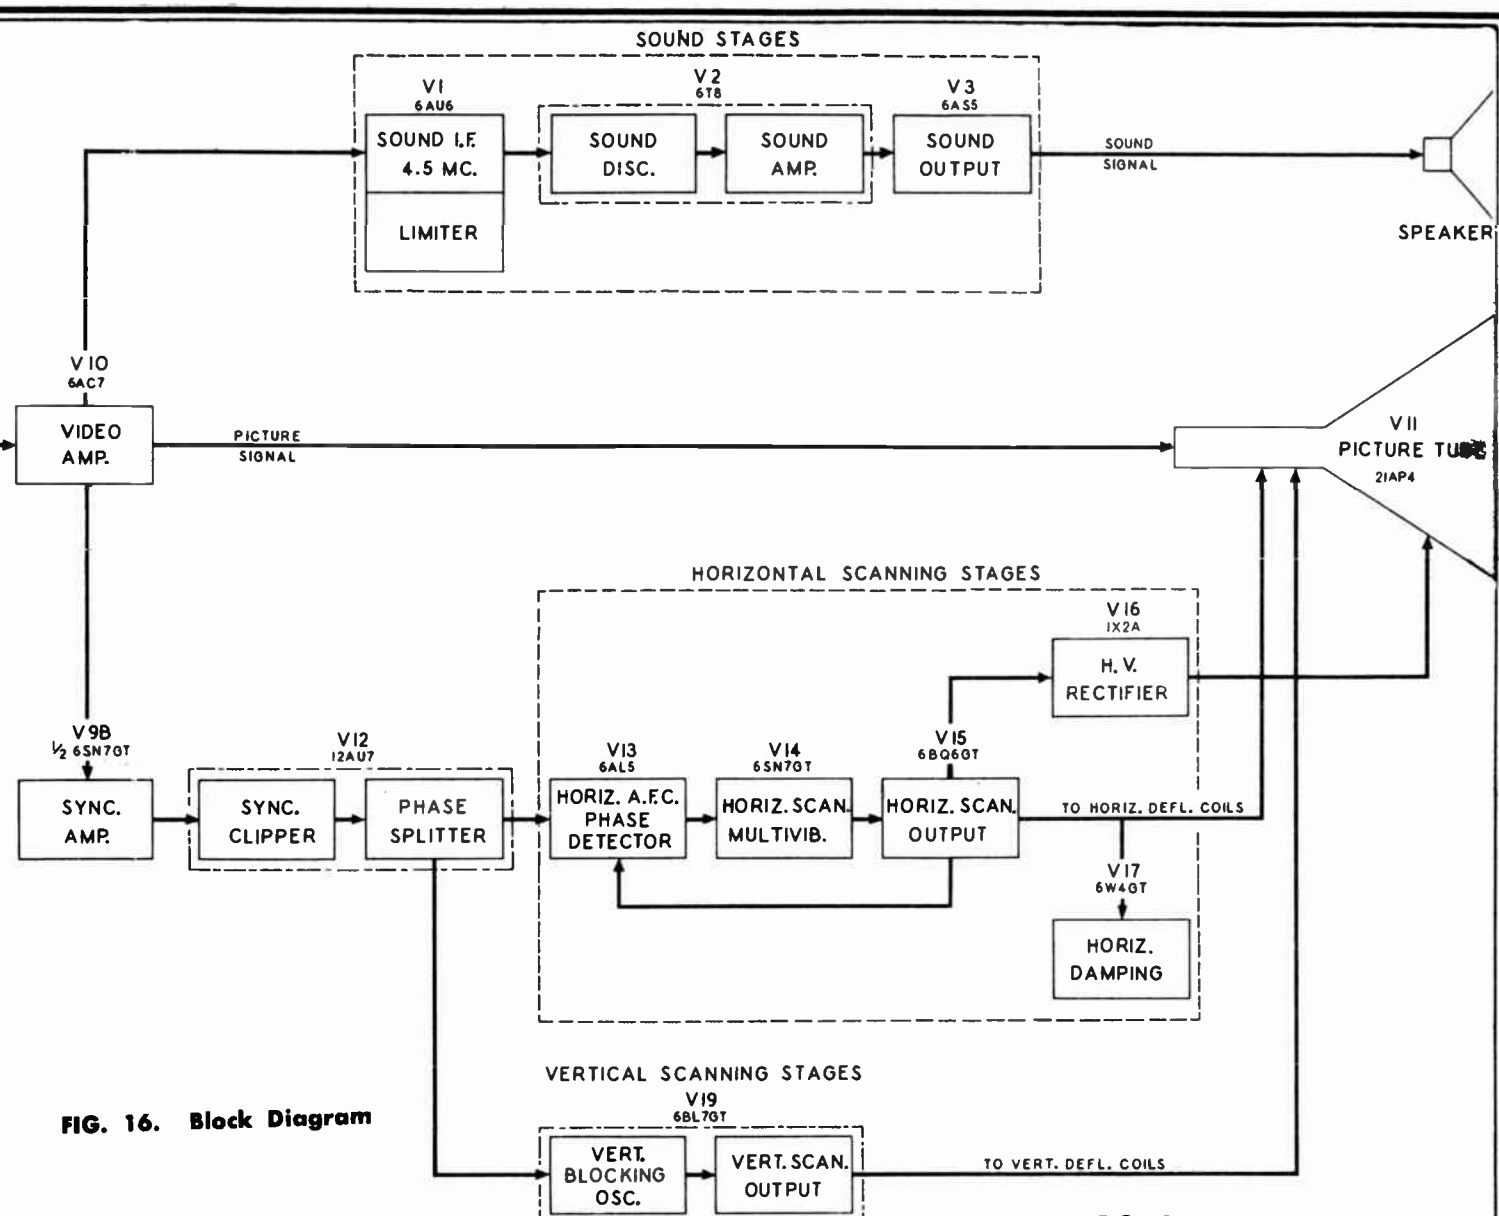 SOUND STAGES
V1
6AU6
SOUND I.F.
4.5 MC.
LIMITER
V2
6T8
SOUND
DISC.
SOUND
AMP.
V3
6AS5
SOUND
OUTPUT
SOUND
SIGNAL
SPEAKER
V10
6AC7
VIDEO
AMP.
PICTURE
SIGNAL
V11
PICTURE TUBE
21AP4
HORIZONTAL SCANNING STAGES
V16
1X2A
H.V.
RECTIFIER
V9B
1/2 6SN7GT
SYNC.
AMP.
V12
12AU7
SYNC.
CLIPPER
PHASE
SPLITTER
V13
6AL5
HORIZ. A.F.C.
PHASE
DETECTOR
V14
6SN7GT
HORIZ. SCAN.
MULTIVIB.
V15
6BQ6GT
HORIZ. SCAN.
OUTPUT
TO HORIZ. DEFL. COILS
V17
6W4GT
HORIZ.
DAMPING
VERTICAL SCANNING STAGES
V19
6BL7GT
VERT.
BLOCKING
OSC.
VERT. SCAN.
OUTPUT
TO VERT. DEFL. COILS
FIG. 16. Block Diagram